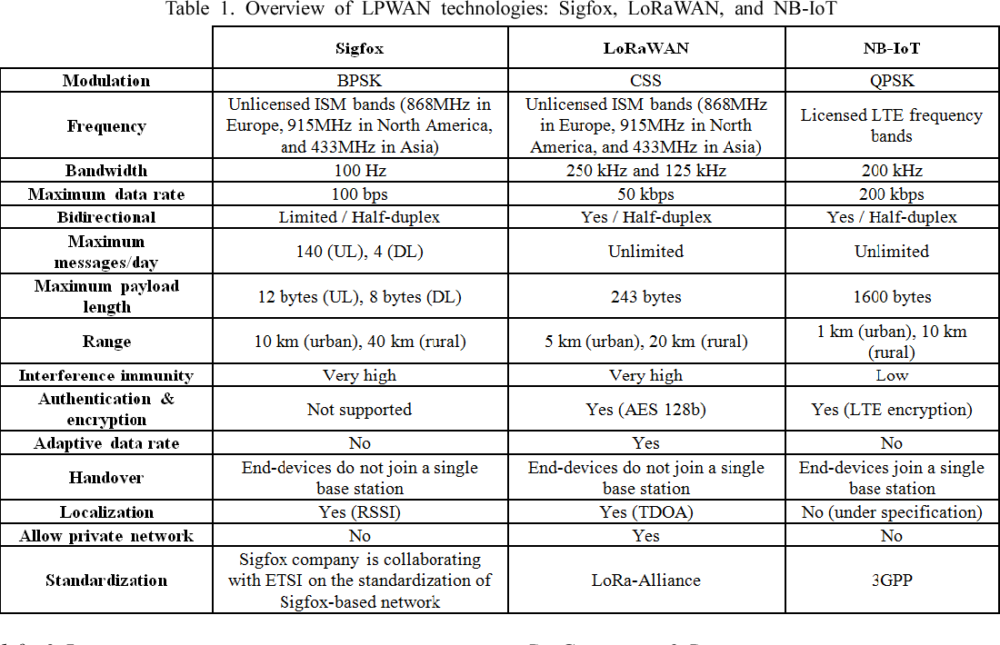 Table 1. Overview of LPWAN technologies: Sigfox, LoRaWAN, and NB-IoT
Sigfox LoRaWAN NB-IoT
Modulation BPSK CSS QPSK
Frequency
Unlicensed ISM bands (868MHz in
Europe, 915MHz in North America,
and 433MHz in Asia)
Unlicensed ISM bands (868MHz
in Europe, 915MHz in North
America, and 433MHz in Asia)
Licensed LTE frequency
bands
Bandwidth 100 Hz 250 kHz and 125 kHz 200 kHz
Maximum data rate 100 bps 50 kbps 200 kbps
Bidirectional Limited / Half-duplex Yes / Half-duplex Yes / Half-duplex
Maximum
messages/day
140 (UL), 4 (DL) Unlimited Unlimited
Maximum payload
length
12 bytes (UL), 8 bytes (DL) 243 bytes 1600 bytes
Range 10 km (urban), 40 km (rural) 5 km (urban), 20 km (rural)
1 km (urban), 10 km
(rural)
Interference immunity Very high Very high Low
Authentication &
encryption
Not supported Yes (AES 128b) Yes (LTE encryption)
Adaptive data rate No Yes No
Handover
End-devices do not join a single
base station
End-devices do not join a single
base station
End-devices join a single
base station
Localization Yes (RSSI) Yes (TDOA) No (under specification)
Allow private network No Yes No
Standardization
Sigfox company is collaborating
with ETSI on the standardization of
Sigfox-based network
LoRa-Alliance 3GPP